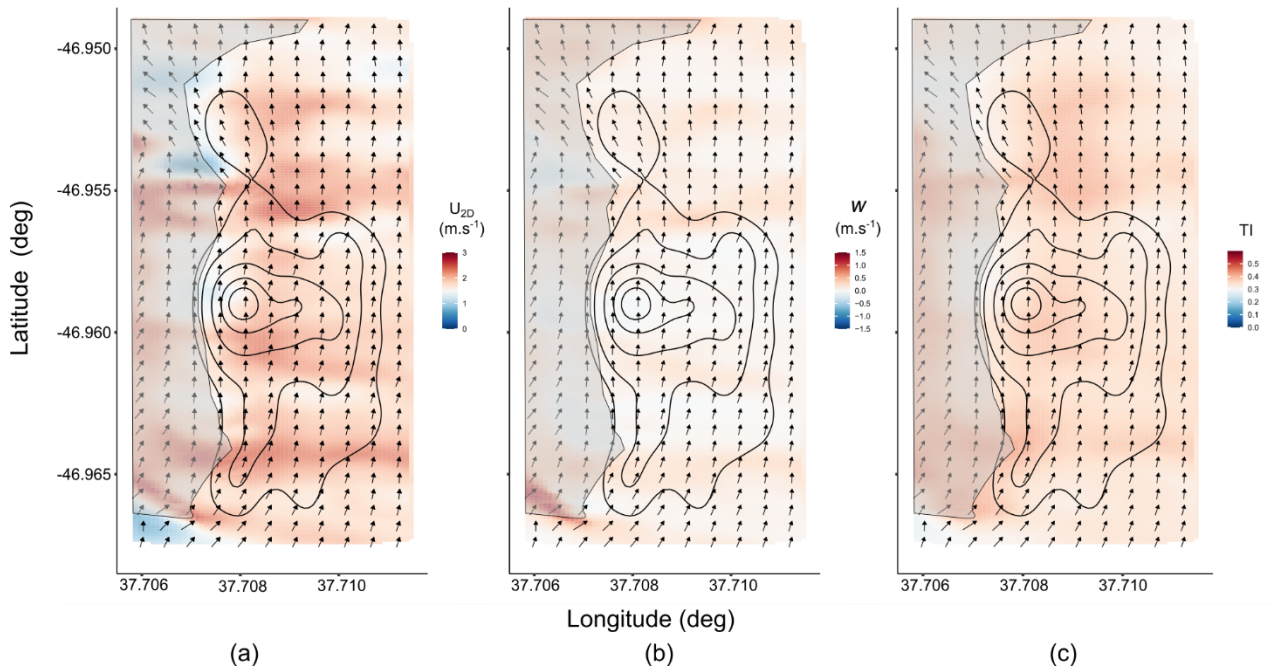 Latitude (deg)
-46.950
-46.955
-46.960
-46.965
37.706 37.708 37.710
U2D
(m.s-1)
3
2
1
0
(a)
37.706 37.708 37.710
W
(m.s-1)
1.5
1.0
0.5
0.0
-0.5
-1.0
-1.5
(b)
37.706 37.708 37.710
TI
0.5
0.4
0.3
0.2
0.1
0.0
(c)
Longitude (deg)